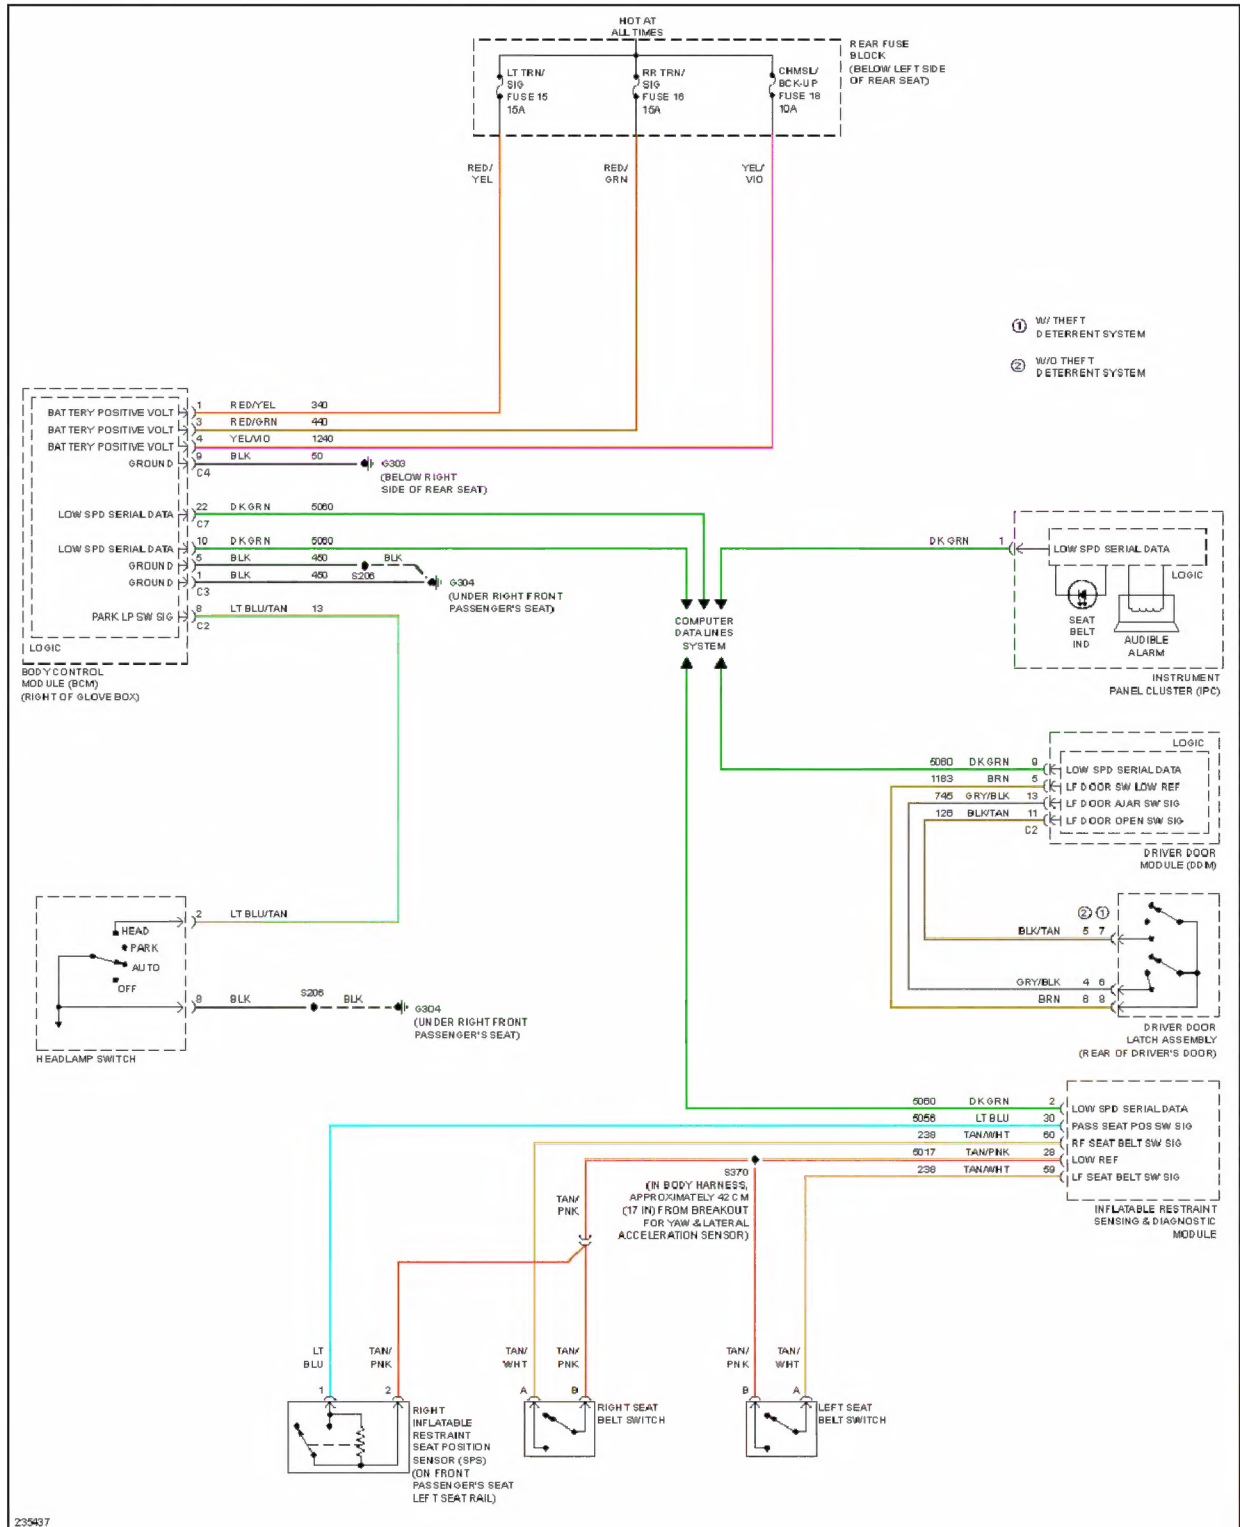 HOT AT
ALL TIMES
REAR FUSE
BLOCK
(BELOW LEFT SIDE
OF REAR SEAT)
LT TRN/
SIG
FUSE 15
15A
RR TRN/
SIG
FUSE 16
15A
CHMSL/
BCK-UP
FUSE 18
10A
RED/
YEL
RED/
GRN
YEL/
VIO
1 W/ THEFT
DETERRENT SYSTEM
2 W/O THEFT
DETERRENT SYSTEM
BATTERY POSITIVE VOLT 1 RED/YEL 340
BATTERY POSITIVE VOLT 3 RED/GRN 440
BATTERY POSITIVE VOLT 4 YEL/VIO 1240
GROUND 9 BLK 50
C4
G303
(BELOW RIGHT
SIDE OF REAR SEAT)
LOW SPD SERIAL DATA 22 DK GRN 5060
C7
LOW SPD SERIAL DATA 10 DK GRN 5060
GROUND 5 BLK 450 S206 BLK
GROUND 1 BLK 450
C3
G304
(UNDER RIGHT FRONT
PASSENGER'S SEAT)
PARK LP SW SIG 8 LT BLU/TAN 13
C2
LOGIC
BODY CONTROL
MODULE (BCM)
(RIGHT OF GLOVE BOX)
COMPUTER
DATA LINES
SYSTEM
DK GRN 1 LOW SPD SERIAL DATA
LOGIC
SEAT
BELT
IND
AUDIBLE
ALARM
INSTRUMENT
PANEL CLUSTER (IPC)
LOGIC
5060 DK GRN 9 LOW SPD SERIAL DATA
1183 BRN 5 LF DOOR SW LOW REF
745 GRY/BLK 13 LF DOOR AJAR SW SIG
126 BLK/TAN 11 LF DOOR OPEN SW SIG
C2
DRIVER DOOR
MODULE (DDM)
2 1
BLK/TAN 5 7
GRY/BLK 4 6
BRN 6 8
DRIVER DOOR
LATCH ASSEMBLY
(REAR OF DRIVER'S DOOR)
2 LT BLU/TAN
HEAD
PARK
AUTO
OFF
8 BLK S206 BLK
G304
(UNDER RIGHT FRONT
PASSENGER'S SEAT)
HEADLAMP SWITCH
5060 DK GRN 2 LOW SPD SERIAL DATA
5056 LT BLU 30 PASS SEAT POS SW SIG
238 TAN/WHT 60 RF SEAT BELT SW SIG
5017 TAN/PNK 28 LOW REF
238 TAN/WHT 59 LF SEAT BELT SW SIG
INFLATABLE RESTRAINT
SENSING & DIAGNOSTIC
MODULE
S370
(IN BODY HARNESS,
APPROXIMATELY 42 CM
(17 IN) FROM BREAKOUT
FOR YAW & LATERAL
ACCELERATION SENSOR)
TAN/
PNK
LT
BLU
TAN/
PNK
TAN/
WHT
TAN/
PNK
TAN/
PNK
TAN/
WHT
1 2 A B B A
RIGHT
INFLATABLE
RESTRAINT
SEAT POSITION
SENSOR (SPS)
(ON FRONT
PASSENGER'S SEAT
LEFT SEAT RAIL)
RIGHT SEAT
BELT SWITCH
LEFT SEAT
BELT SWITCH
235437